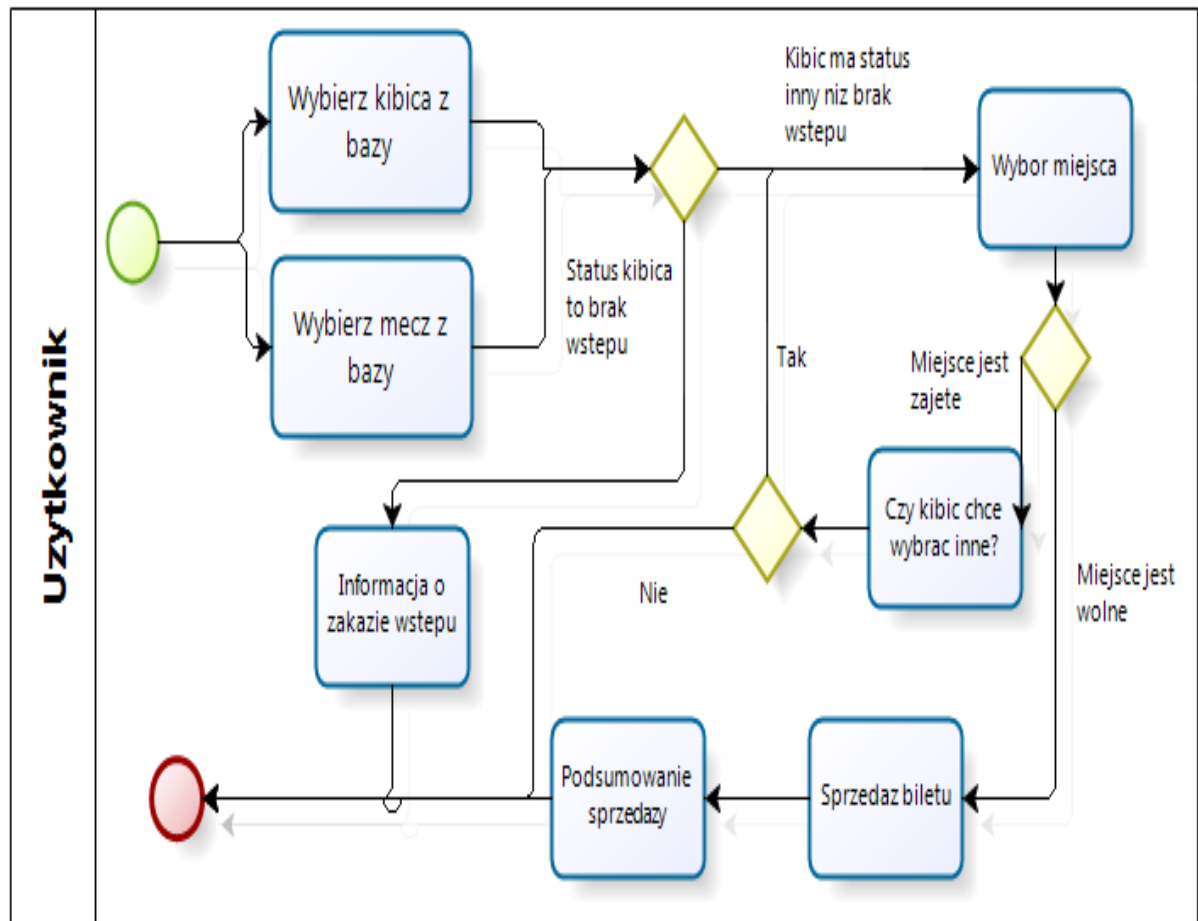 Uzytkownik
Wybierz kibica z
bazy
Wybierz mecz z
bazy
Kibic ma status
inny niz brak
wstepu
Wybor miejsca
Status kibica
to brak
wstepu
Tak
Miejsce jest
zajete
Czy kibic chce
wybrac inne?
Nie
Informacja o
zakazie wstepu
Miejsce jest
wolne
Podsumowanie
sprzedazy
Sprzedaz biletu